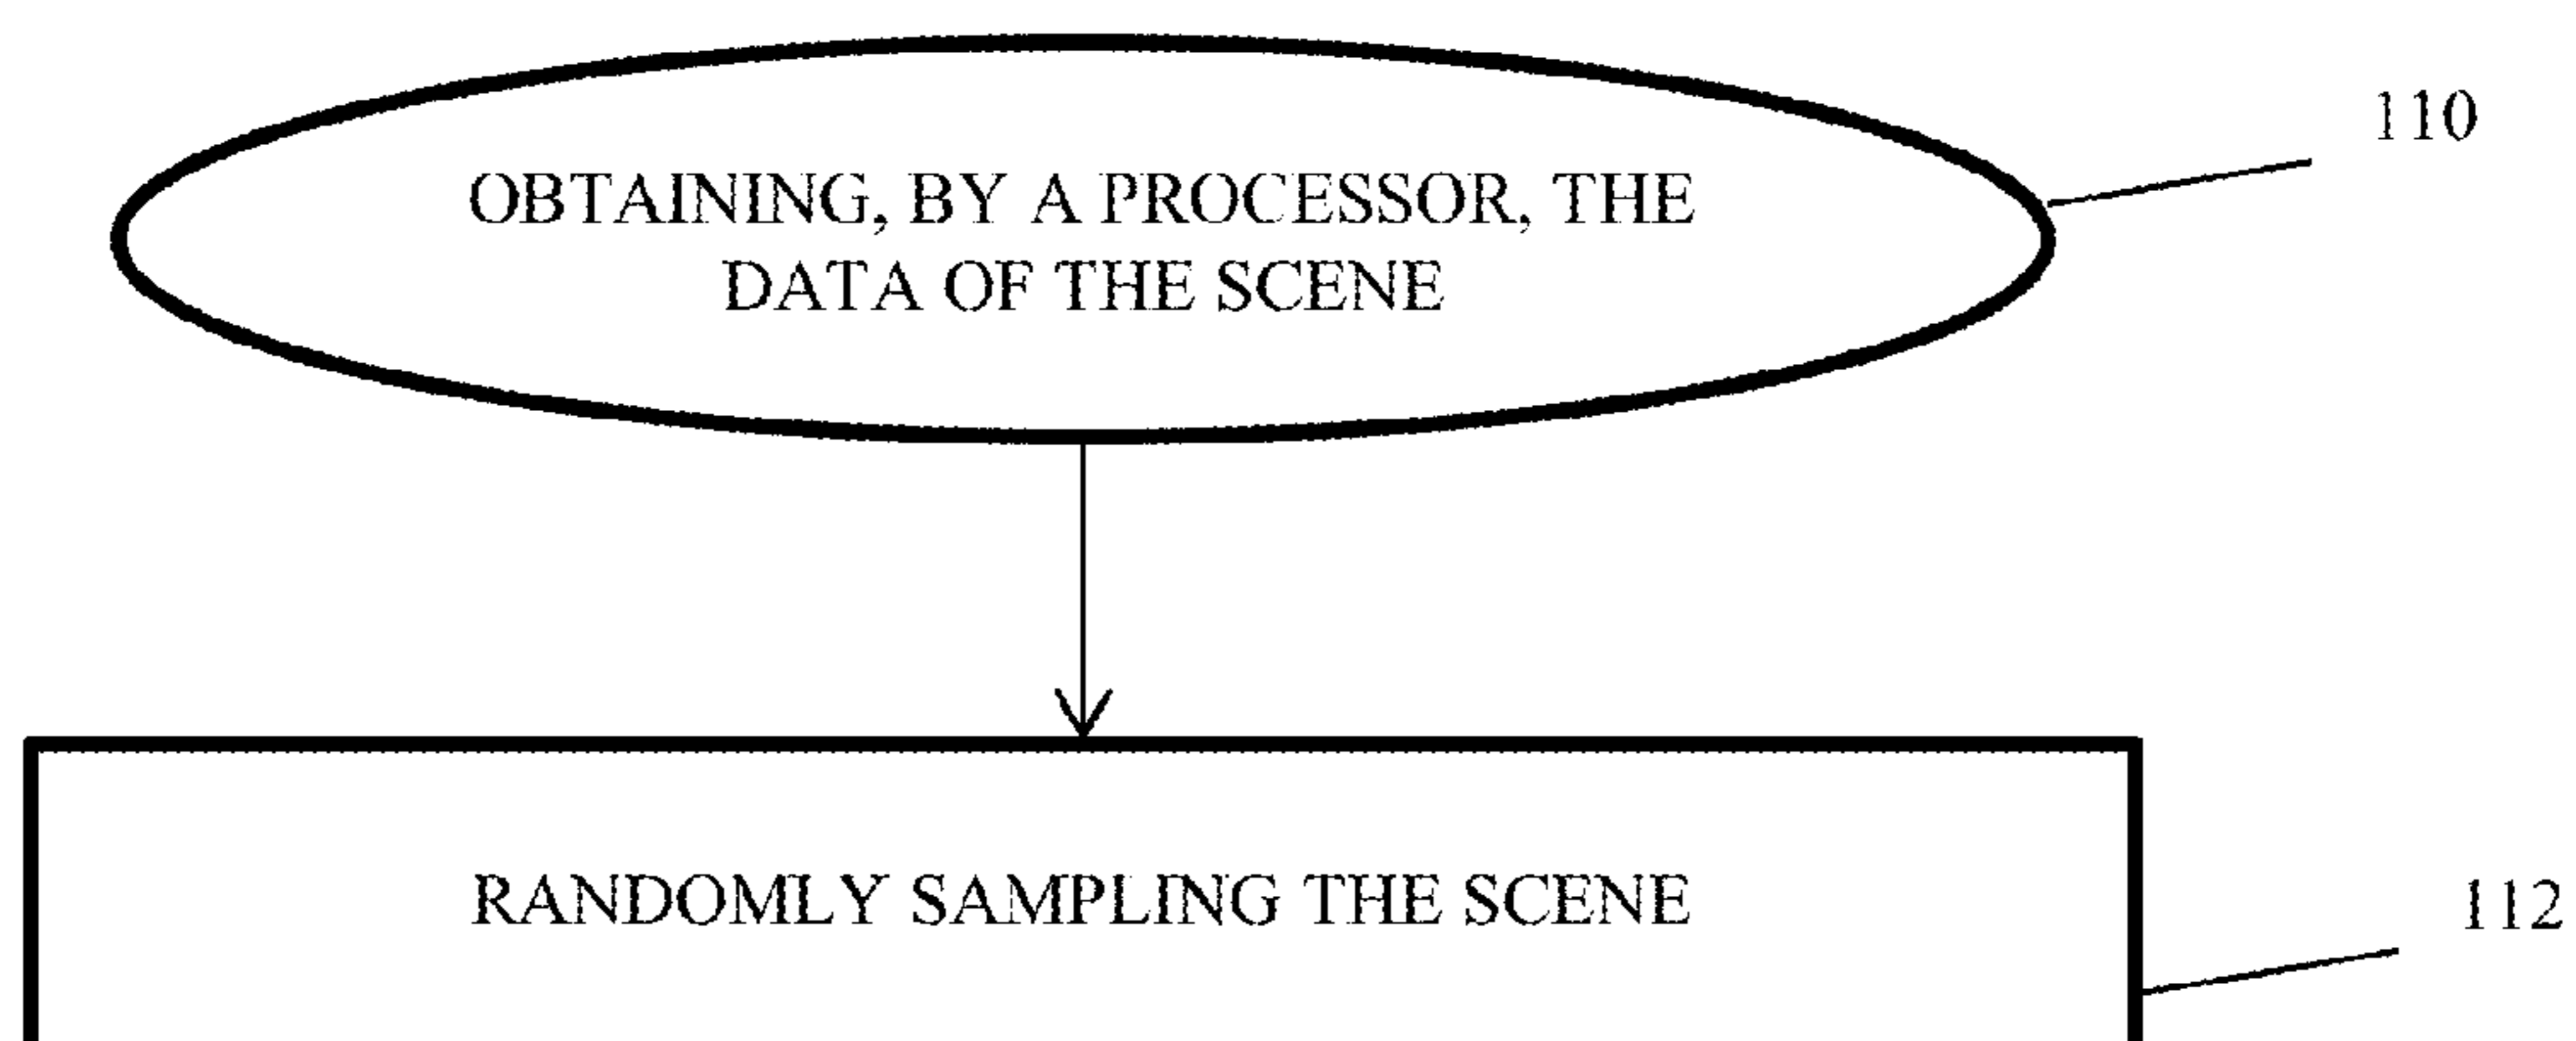 110
OBTAINING, BY A PROCESSOR, THE
DATA OF THE SCENE
RANDOMLY SAMPLING THE SCENE
112